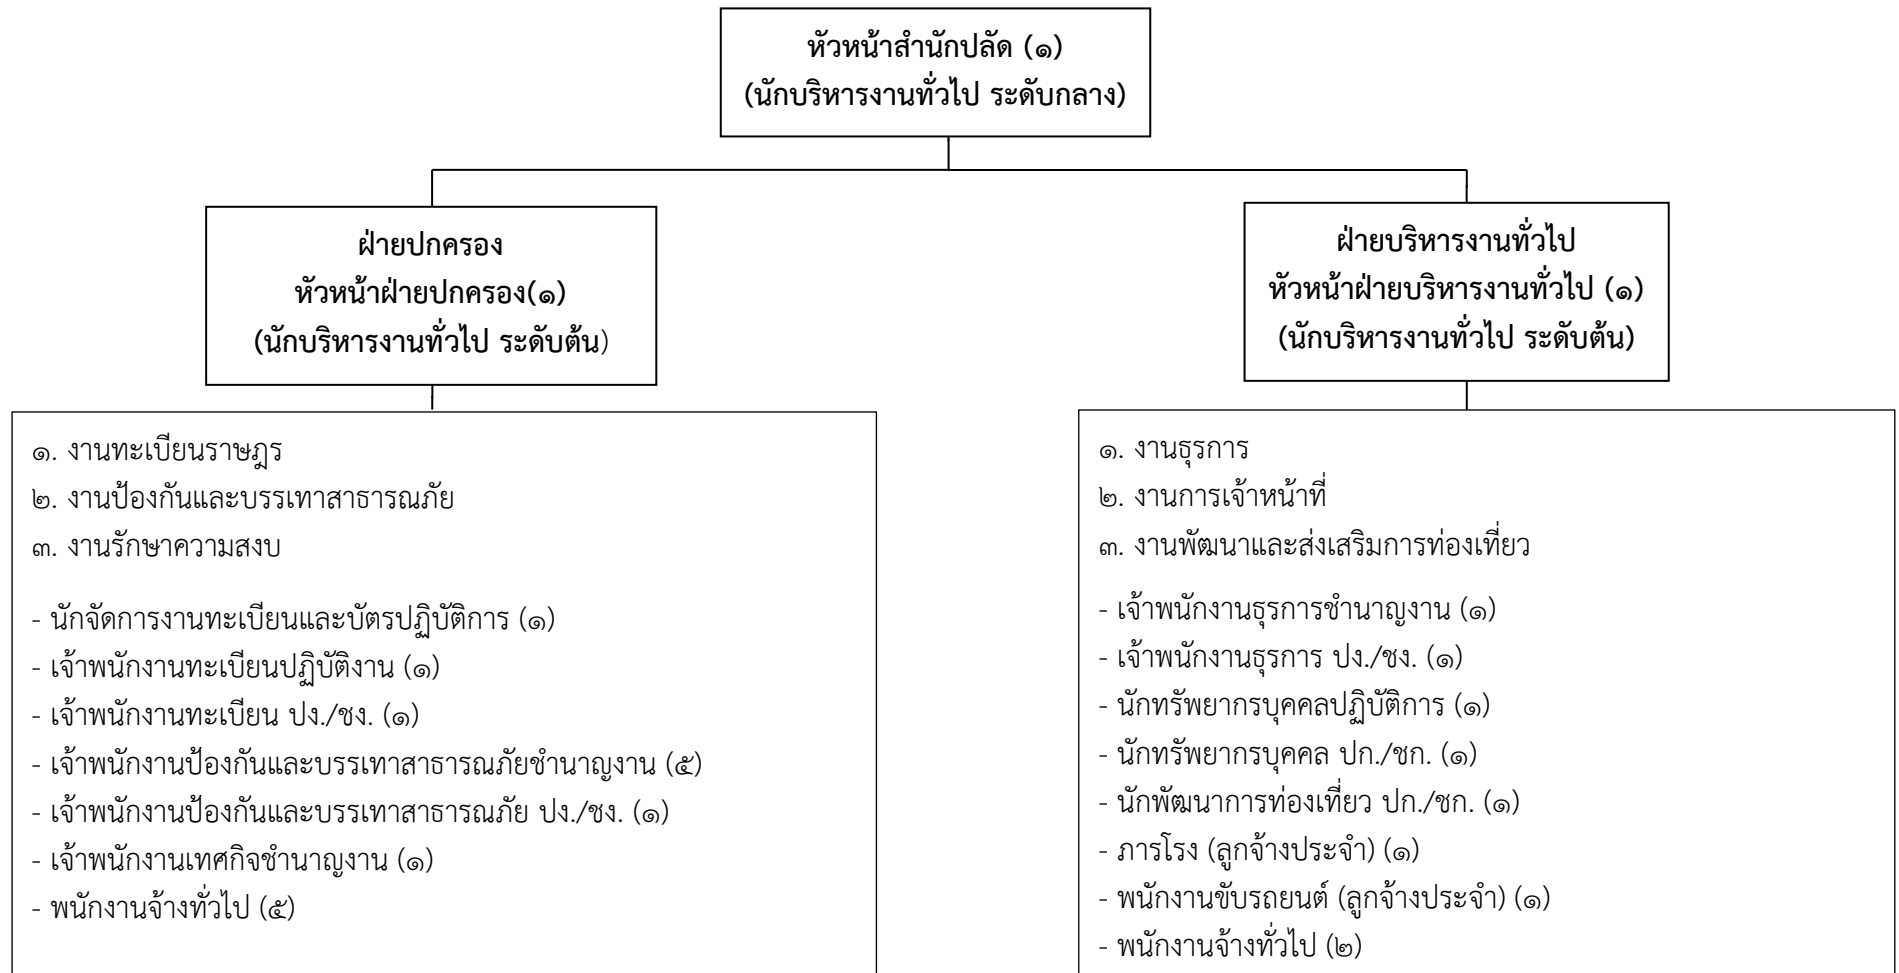 หัวหน้าสำนักปลัด (๑)
(นักบริหารงานทั่วไป ระดับกลาง)
ฝ่ายปกครอง
หัวหน้าฝ่ายปกครอง(๑)
(นักบริหารงานทั่วไป ระดับต้น)
ฝ่ายบริหารงานทั่วไป
หัวหน้าฝ่ายบริหารงานทั่วไป (๑)
(นักบริหารงานทั่วไป ระดับต้น)
๑. งานทะเบียนราษฎร
๒. งานป้องกันและบรรเทาสาธารณภัย
๓. งานรักษาความสงบ
- นักจัดการงานทะเบียนและบัตรปฏิบัติการ (๑)
- เจ้าพนักงานทะเบียนปฏิบัติงาน (๑)
- เจ้าพนักงานทะเบียน ปง./ชง. (๑)
- เจ้าพนักงานป้องกันและบรรเทาสาธารณภัยชำนาญงาน (๕)
- เจ้าพนักงานป้องกันและบรรเทาสาธารณภัย ปง./ชง. (๑)
- เจ้าพนักงานเทศกิจชำนาญงาน (๑)
- พนักงานจ้างทั่วไป (๕)
๑. งานธุรการ
๒. งานการเจ้าหน้าที่
๓. งานพัฒนาและส่งเสริมการท่องเที่ยว
- เจ้าพนักงานธุรการชำนาญงาน (๑)
- เจ้าพนักงานธุรการ ปง./ชง. (๑)
- นักทรัพยากรบุคคลปฏิบัติการ (๑)
- นักทรัพยากรบุคคล ปก./ชก. (๑)
- นักพัฒนาการท่องเที่ยว ปก./ชก. (๑)
- ภารโรง (ลูกจ้างประจำ) (๑)
- พนักงานขับรถยนต์ (ลูกจ้างประจำ) (๑)
- พนักงานจ้างทั่วไป (๒)